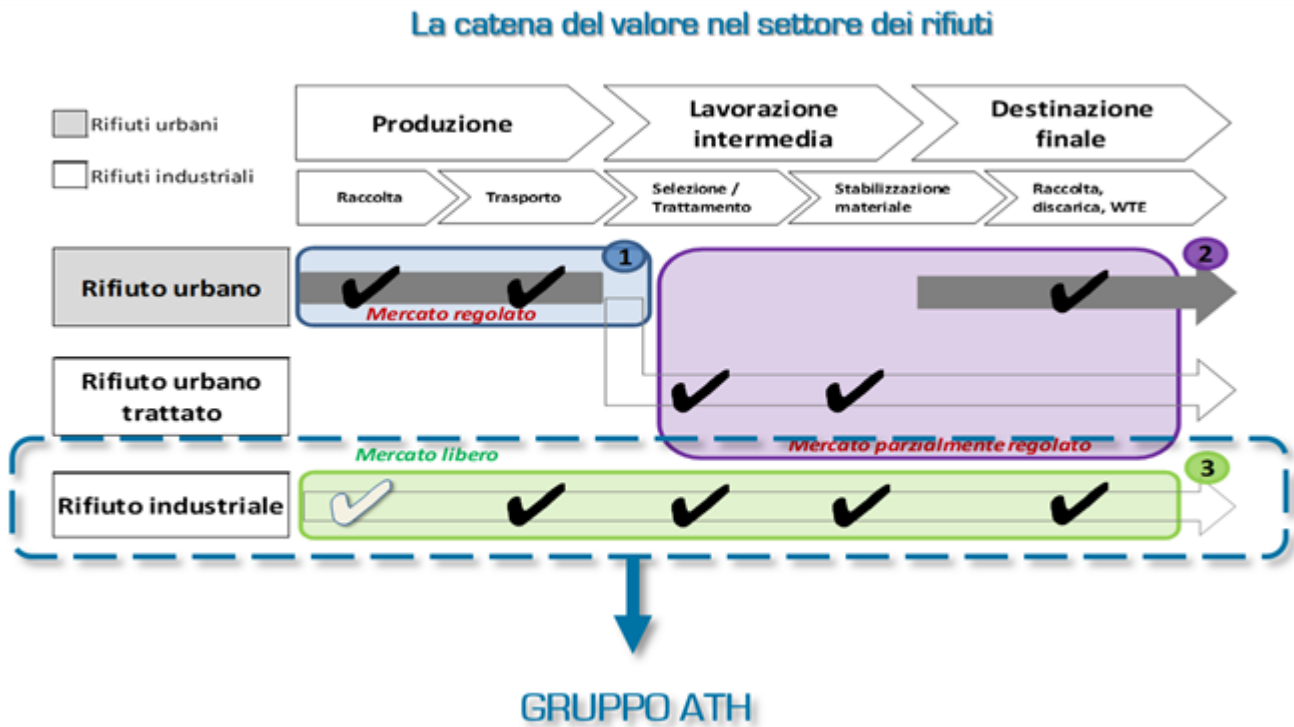 La catena del valore nel settore dei rifiuti
Rifiuti urbani
Rifiuti industriali
Produzione
Lavorazione
intermedia
Destinazione
finale
Raccolta
Trasporto
Selezione /
Trattamento
Stabilizzazione
materiale
Raccolta,
discarica, WTE
Rifiuto urbano
1
2
Mercato regolato
Rifiuto urbano
trattato
Mercato parzialmente regolato
Mercato libero
3
Rifiuto industriale
GRUPPO ATH